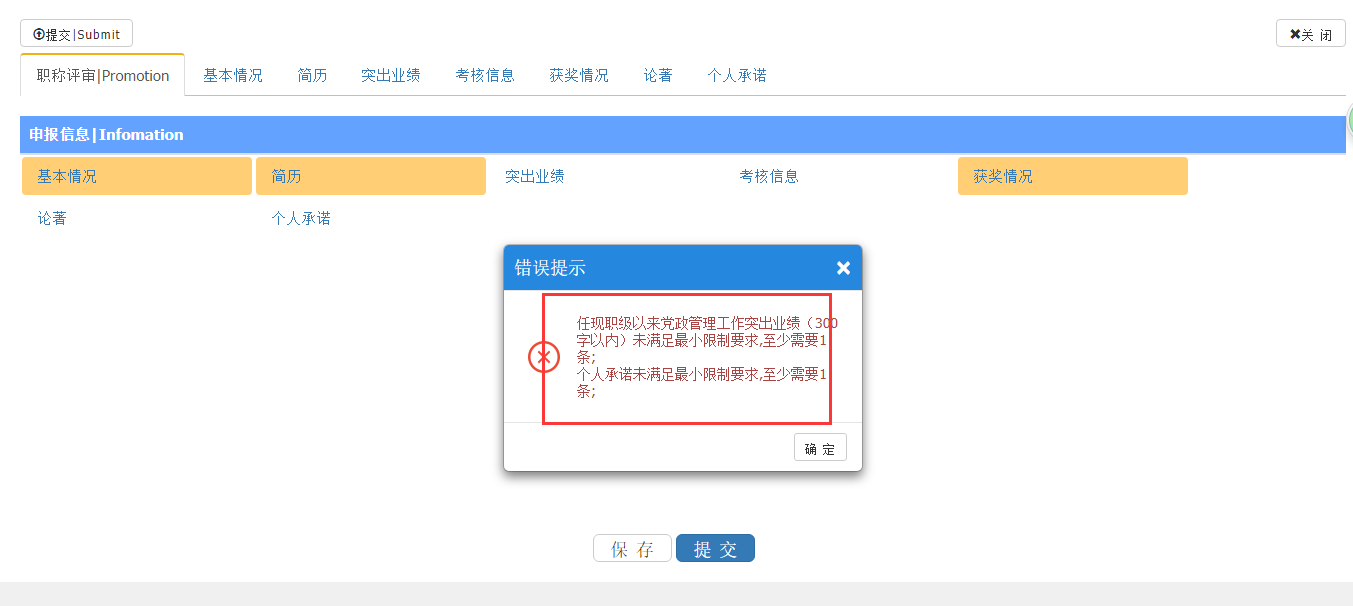 提交|Submit
关 闭
职称评审|Promotion 基本情况 简历 突出业绩 考核信息 获奖情况 论著 个人承诺
申报信息|Infomation
基本情况 简历 突出业绩 考核信息 获奖情况
论著 个人承诺
错误提示
任现职级以来党政管理工作突出业绩（300
字以内）未满足最小限制要求,至少需要1
条;
个人承诺未满足最小限制要求,至少需要1
条;
确 定
保 存 提 交